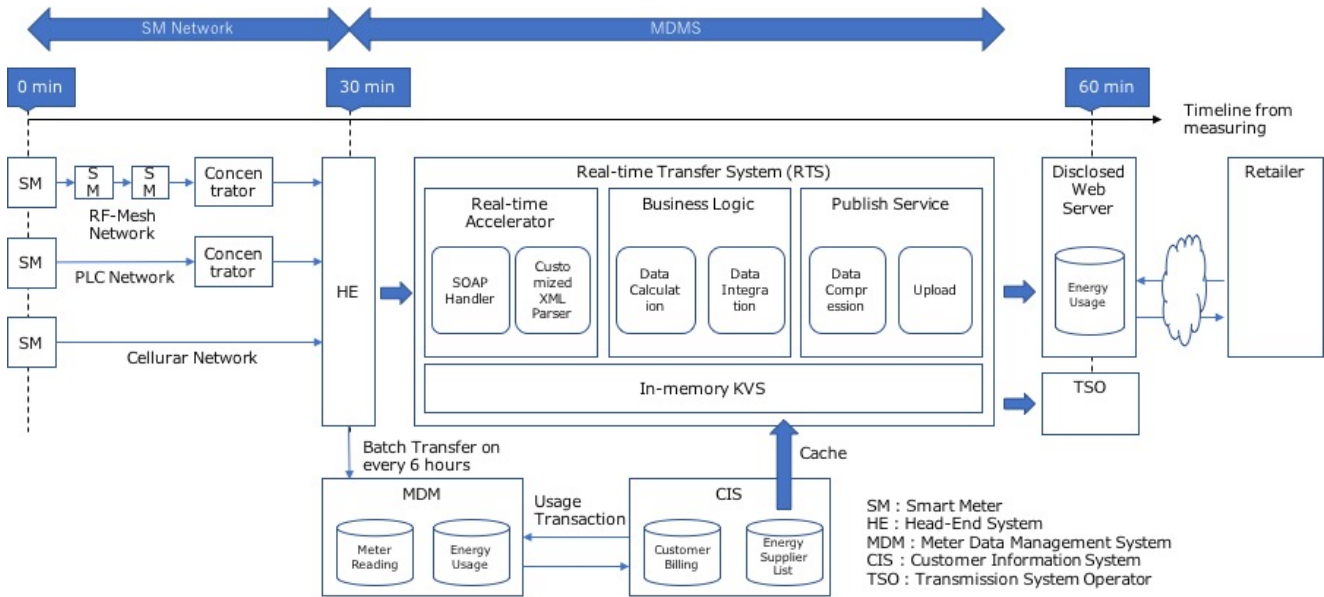 SM Network
MDMS
0 min
30 min
60 min
Timeline from
measuring
SM
S
M
S
M
Concen
trator
RF-Mesh
Network
SM
PLC Network
Concen
trator
SM
Cellurar Network
HE
Real-time Transfer System (RTS)
Real-time
Accelerator
SOAP
Handler
Custo
mized
XML
Parser
Business Logic
Data
Calculat
ion
Data
Integra
tion
Publish Service
Data
Compr
ession
Upload
In-memory KVS
Disclosed
Web
Server
Energy
Usage
Retailer
TSO
Batch Transfer on
every 6 hours
Cache
MDM
Meter
Reading
Energy
Usage
Usage
Transaction
CIS
Customer
Billing
Energy
Supplier
List
SM : Smart Meter
HE : Head-End System
MDM : Meter Data Management System
CIS : Customer Information System
TSO : Transmission System Operator